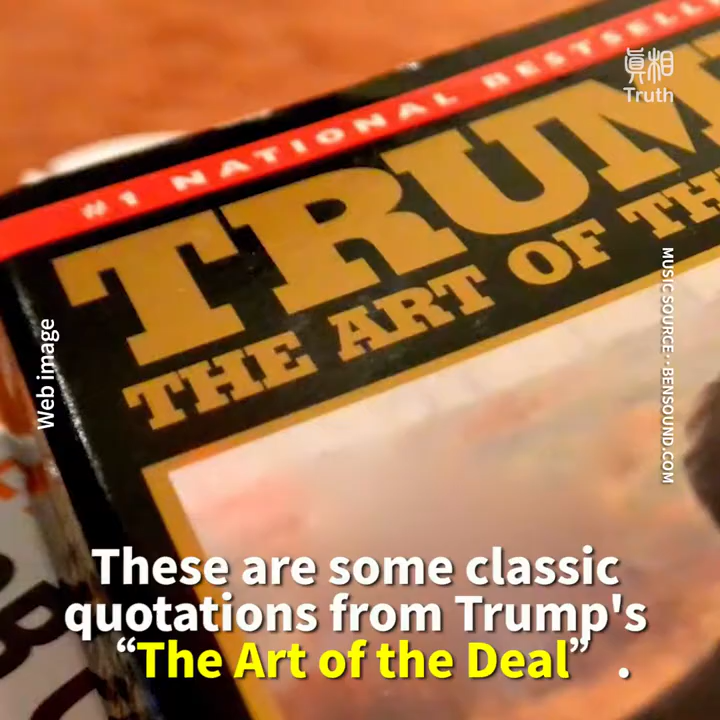 #1 NATIONAL BESTSELL
眞相
Truth
TRUM
THE ART OF TH
Web image
MUSIC SOURCE··BENSOUND.COM
These are some classic
quotations from Trump's
“The Art of the Deal” .